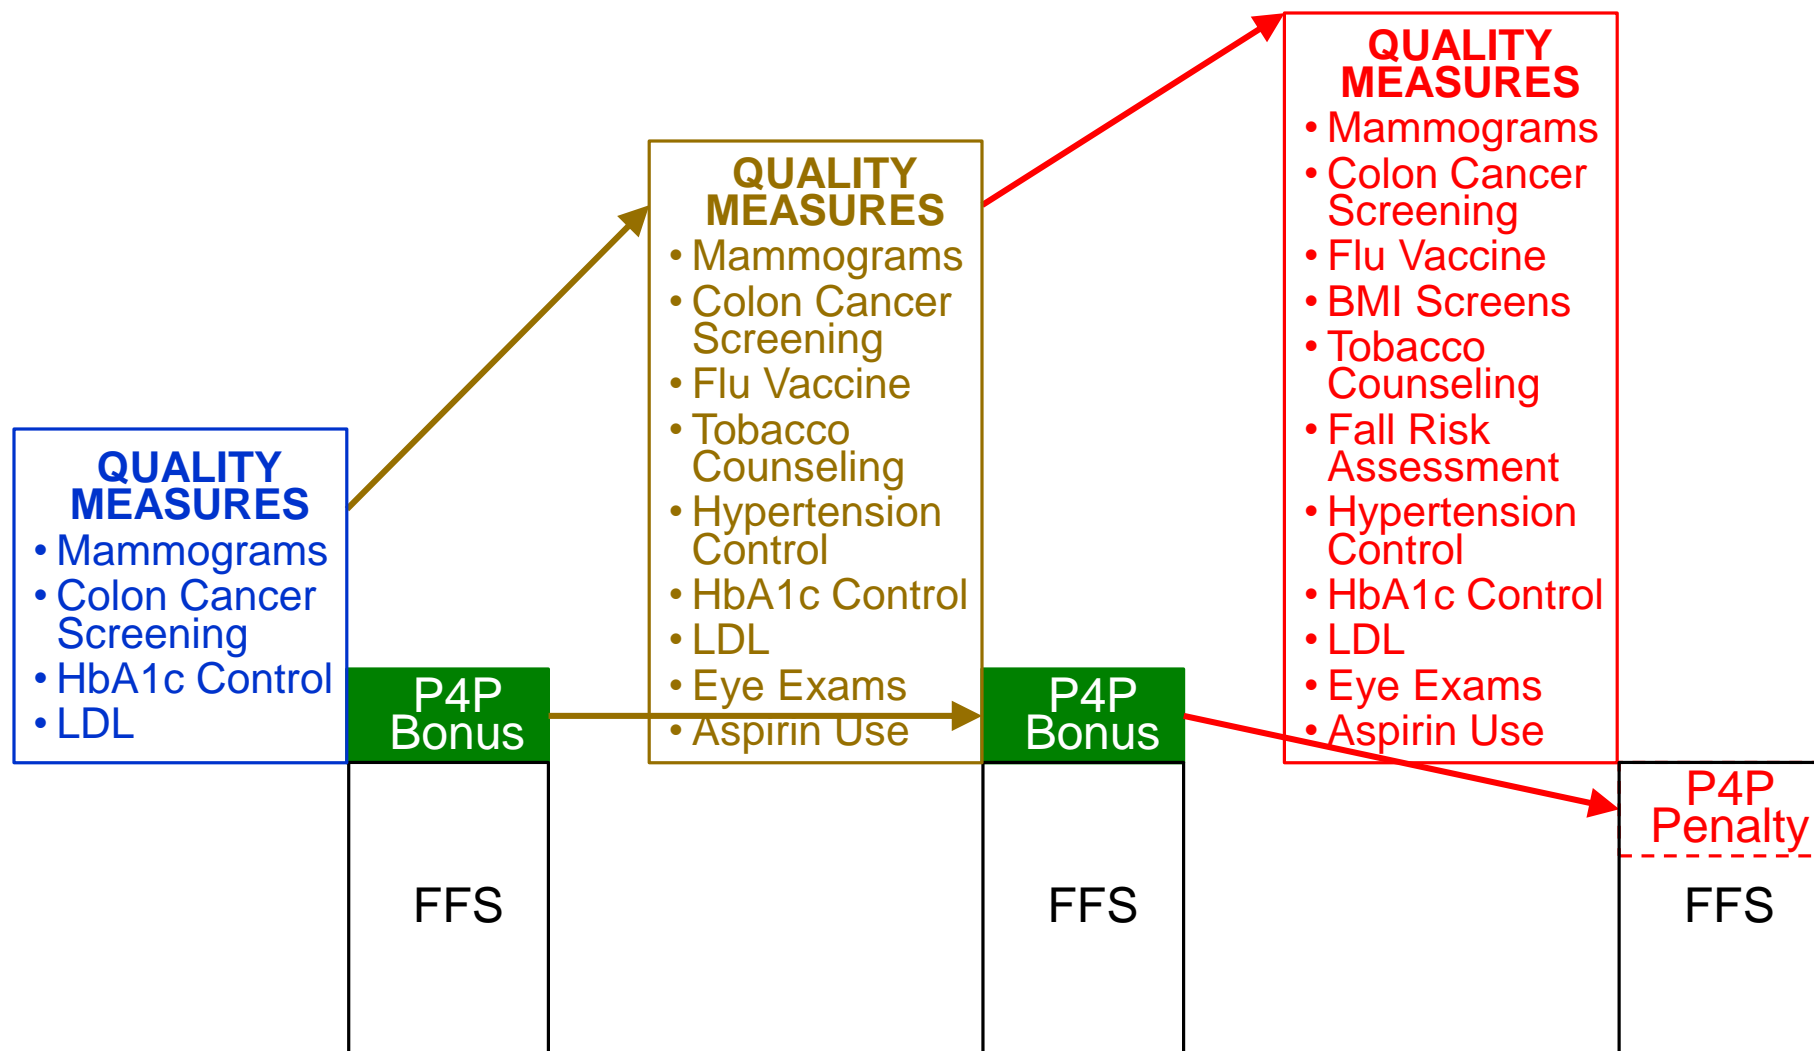 QUALITY
MEASURES
• Mammograms
• Colon Cancer
Screening
• HbA1c Control
• LDL
P4P
Bonus
FFS
QUALITY
MEASURES
• Mammograms
• Colon Cancer
Screening
• Flu Vaccine
• Tobacco
Counseling
• Hypertension
Control
• HbA1c Control
• LDL
• Eye Exams
• Aspirin Use
P4P
Bonus
FFS
QUALITY
MEASURES
• Mammograms
• Colon Cancer
Screening
• Flu Vaccine
• BMI Screens
• Tobacco
Counseling
• Fall Risk
Assessment
• Hypertension
Control
• HbA1c Control
• LDL
• Eye Exams
• Aspirin Use
P4P
Penalty
FFS